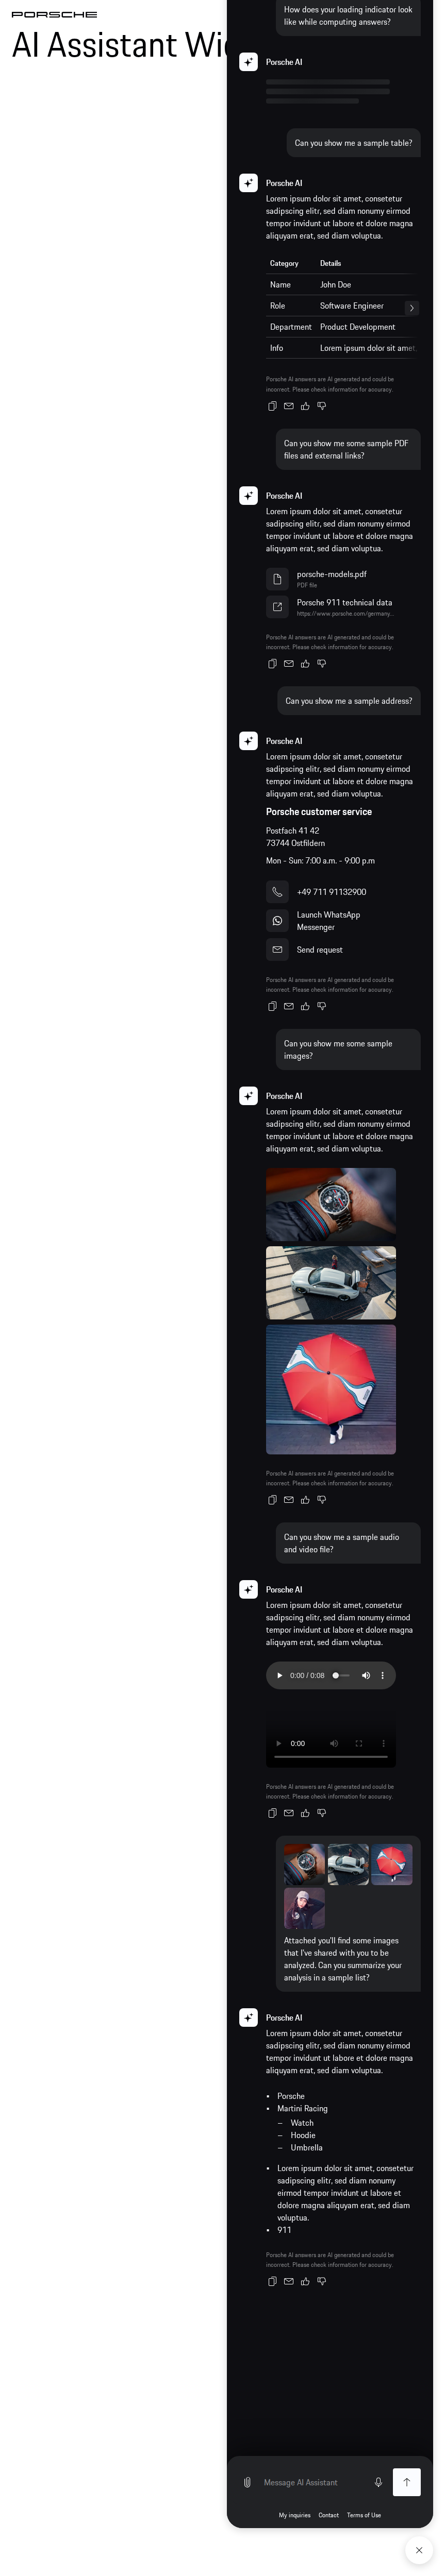 PORSCHE
AI Assistant Wi
How does your loading indicator look
like while computing answers?
Porsche AI
Can you show me a sample table?
Porsche AI
Lorem ipsum dolor sit amet, consetetur
sadipscing elitr, sed diam nonumy eirmod
tempor invidunt ut labore et dolore magna
aliquyam erat, sed diam voluptua.
Category Details
Name John Doe
Role Software Engineer
Department Product Development
Info Lorem ipsum dolor sit amet,
Porsche AI answers are AI generated and could be
incorrect. Please check information for accuracy.
Can you show me some sample PDF
files and external links?
Porsche AI
Lorem ipsum dolor sit amet, consetetur
sadipscing elitr, sed diam nonumy eirmod
tempor invidunt ut labore et dolore magna
aliquyam erat, sed diam voluptua.
porsche-models.pdf
PDF file
Porsche 911 technical data
https://www.porsche.com/germany...
Porsche AI answers are AI generated and could be
incorrect. Please check information for accuracy.
Can you show me a sample address?
Porsche AI
Lorem ipsum dolor sit amet, consetetur
sadipscing elitr, sed diam nonumy eirmod
tempor invidunt ut labore et dolore magna
aliquyam erat, sed diam voluptua.
Porsche customer service
Postfach 41 42
73744 Ostfildern
Mon - Sun: 7:00 a.m. - 9:00 p.m
+49 711 91132900
Launch WhatsApp
Messenger
Send request
Porsche AI answers are AI generated and could be
incorrect. Please check information for accuracy.
Can you show me some sample
images?
Porsche AI
Lorem ipsum dolor sit amet, consetetur
sadipscing elitr, sed diam nonumy eirmod
tempor invidunt ut labore et dolore magna
aliquyam erat, sed diam voluptua.
Porsche AI answers are AI generated and could be
incorrect. Please check information for accuracy.
Can you show me a sample audio
and video file?
Porsche AI
Lorem ipsum dolor sit amet, consetetur
sadipscing elitr, sed diam nonumy eirmod
tempor invidunt ut labore et dolore magna
aliquyam erat, sed diam voluptua.
0:00 / 0:08
0:00
Porsche AI answers are AI generated and could be
incorrect. Please check information for accuracy.
Attached you'll find some images
that I've shared with you to be
analyzed. Can you summarize your
analysis in a sample list?
Porsche AI
Lorem ipsum dolor sit amet, consetetur
sadipscing elitr, sed diam nonumy eirmod
tempor invidunt ut labore et dolore magna
aliquyam erat, sed diam voluptua.
• Porsche
• Martini Racing
– Watch
– Hoodie
– Umbrella
• Lorem ipsum dolor sit amet, consetetur
sadipscing elitr, sed diam nonumy
eirmod tempor invidunt ut labore et
dolore magna aliquyam erat, sed diam
voluptua.
• 911
Porsche AI answers are AI generated and could be
incorrect. Please check information for accuracy.
Message AI Assistant
My inquiries Contact Terms of Use